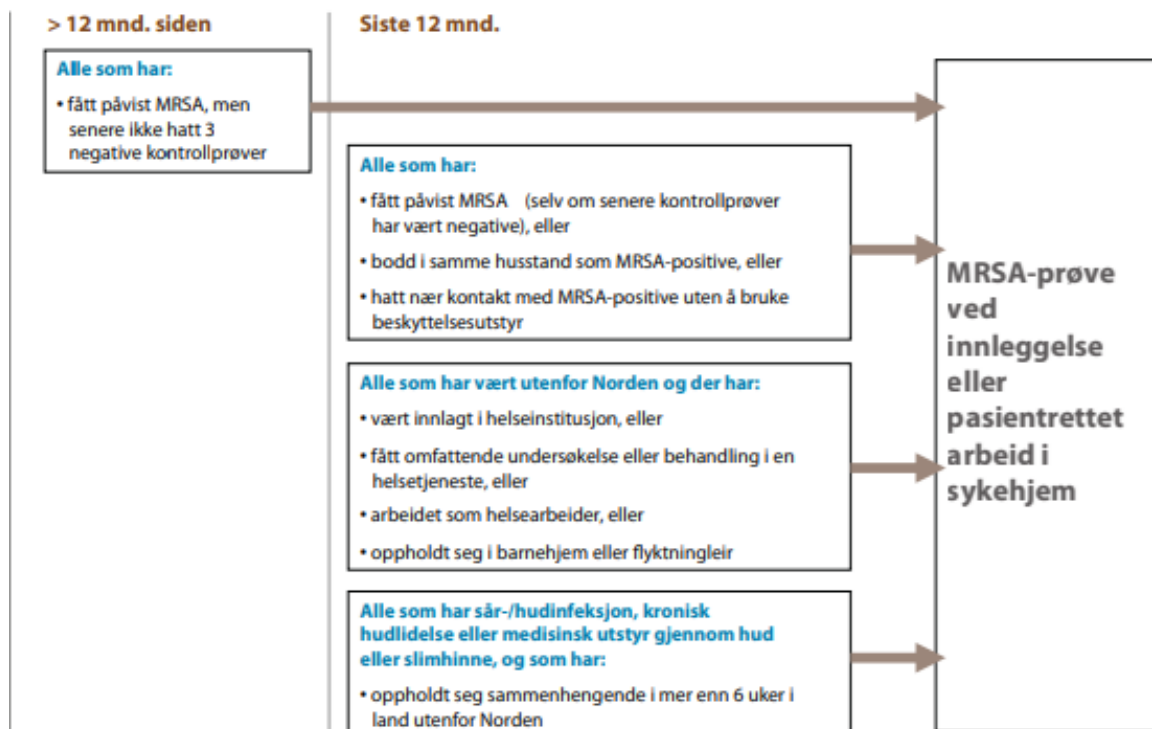 > 12 mnd. siden
Siste 12 mnd.
Alle som har:
• fått påvist MRSA, men
senere ikke hatt 3
negative kontrollprøver
Alle som har:
• fått påvist MRSA (selv om senere kontrollprøver
har vært negative), eller
• bodd i samme husstand som MRSA-positive, eller
• hatt nær kontakt med MRSA-positive uten å bruke
beskyttelsesutstyr
Alle som har vært utenfor Norden og der har:
• vært innlagt i helseinstitusjon, eller
• fått omfattende undersøkelse eller behandling i en
helsetjeneste, eller
• arbeidet som helsearbeider, eller
• oppholdt seg i barnehjem eller flyktningleir
Alle som har sår-/hudinfeksjon, kronisk
hudlidelse eller medisinsk utstyr gjennom hud
eller slimhinne, og som har:
• oppholdt seg sammenhengende i mer enn 6 uker i
land utenfor Norden
MRSA-prøve
ved
innleggelse
eller
pasientrettet
arbeid i
sykehjem